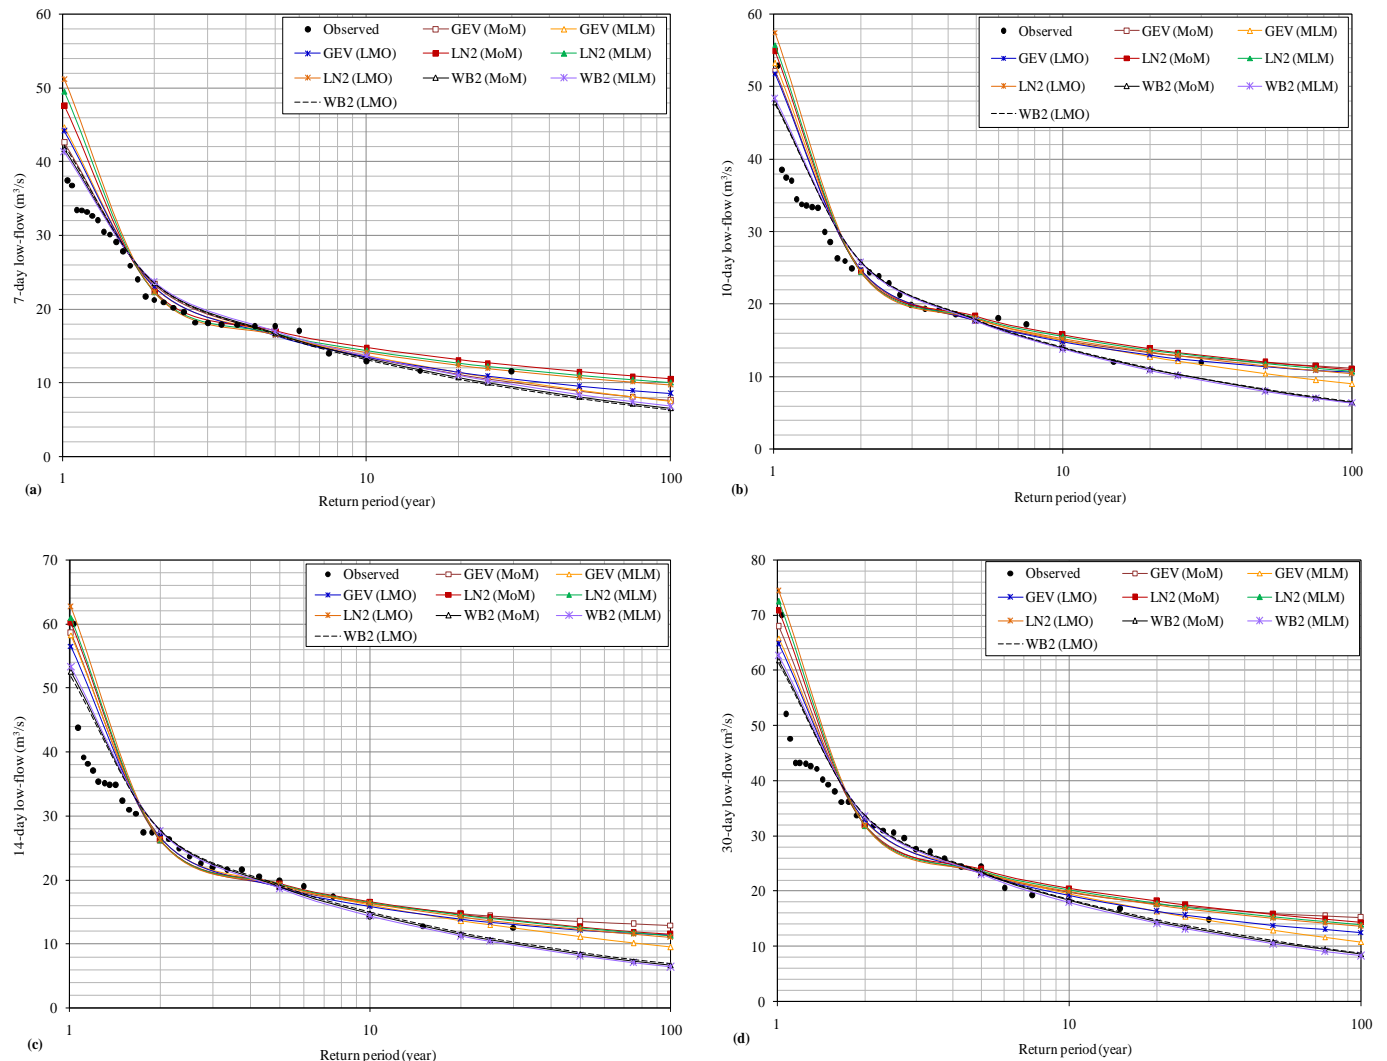 60
50
40
30
20
10
0
7-day low-flow (m³/s)
Observed GEV (MoM) GEV (MLM)
GEV (LMO) LN2 (MoM) LN2 (MLM)
LN2 (LMO) WB2 (MoM) WB2 (MLM)
WB2 (LMO)
1 10 100
Return period (year)
(a)
60
50
40
30
20
10
0
10-day low-flow (m³/s)
Observed GEV (MoM) GEV (MLM)
GEV (LMO) LN2 (MoM) LN2 (MLM)
LN2 (LMO) WB2 (MoM) WB2 (MLM)
WB2 (LMO)
1 10 100
Return period (year)
(b)
70
60
50
40
30
20
10
0
14-day low-flow (m³/s)
Observed GEV (MoM) GEV (MLM)
GEV (LMO) LN2 (MoM) LN2 (MLM)
LN2 (LMO) WB2 (MoM) WB2 (MLM)
WB2 (LMO)
1 10 100
Return period (year)
(c)
80
70
60
50
40
30
20
10
0
30-day low-flow (m³/s)
Observed GEV (MoM) GEV (MLM)
GEV (LMO) LN2 (MoM) LN2 (MLM)
LN2 (LMO) WB2 (MoM) WB2 (MLM)
WB2 (LMO)
1 10 100
Return period (year)
(d)